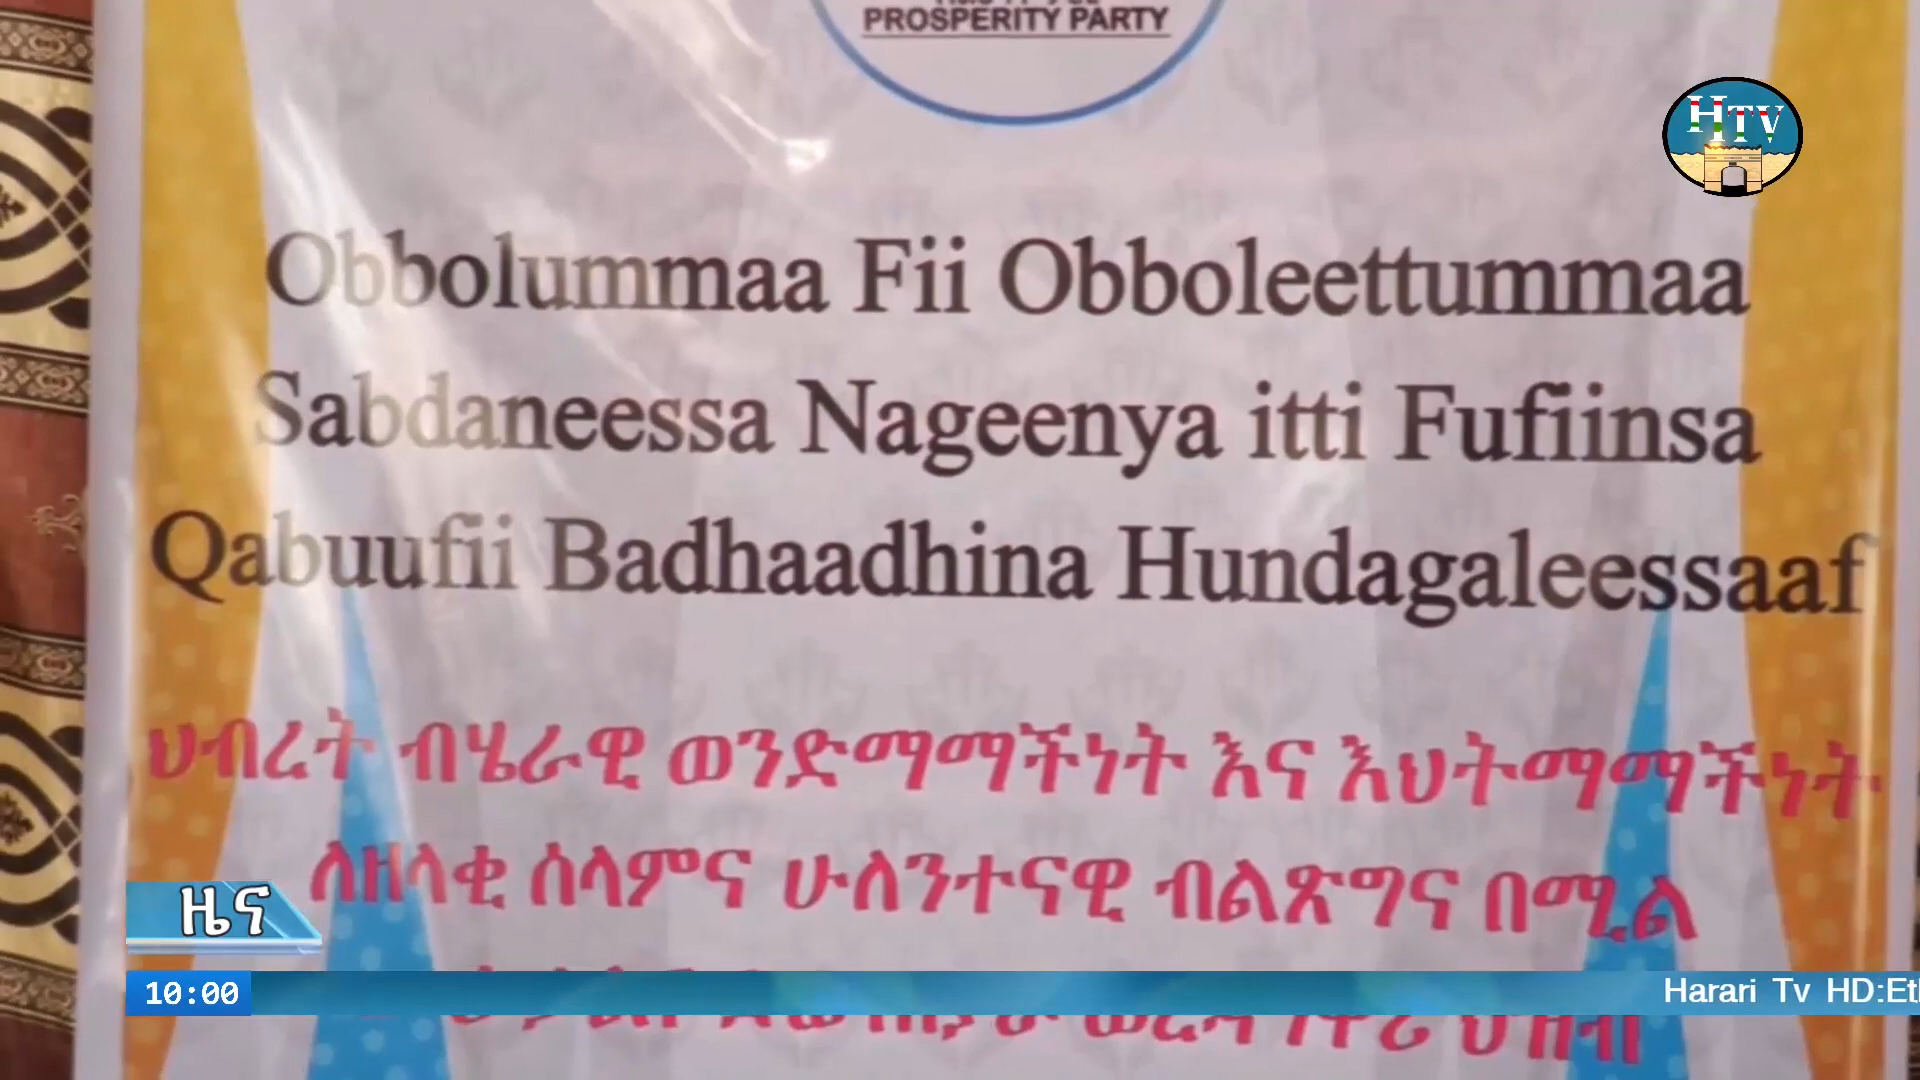 PROSPERITY PARTY
HTV
Obbolummaa Fii Obboleettummaa
Sabdaneessa Nageenya itti Fufiinsa
Qabuufii Badhaadhina Hundagaleessaaf
ህብረት ብሄራዊ ወንድማማችነት እና እህትማማችነት
ለዘላቂ ሰላምና ሁለንተናዊ ብልጽግና በሚል
ዜና
10:00
Harari Tv HD:Et